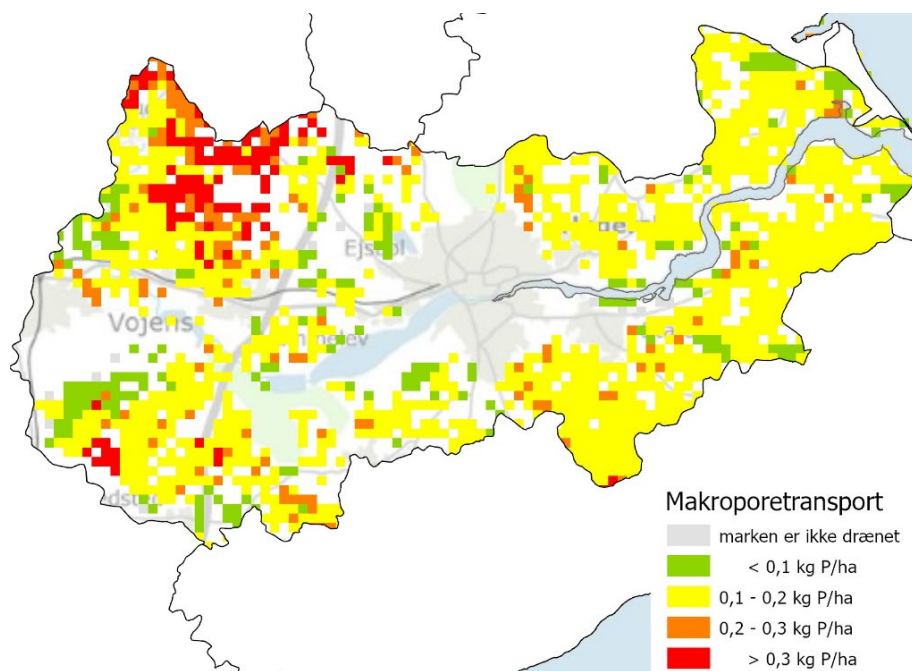 Ejsbøl
Vojens
Makroporetransport
marken er ikke drænet
< 0,1 kg P/ha
0,1 - 0,2 kg P/ha
0,2 - 0,3 kg P/ha
> 0,3 kg P/ha